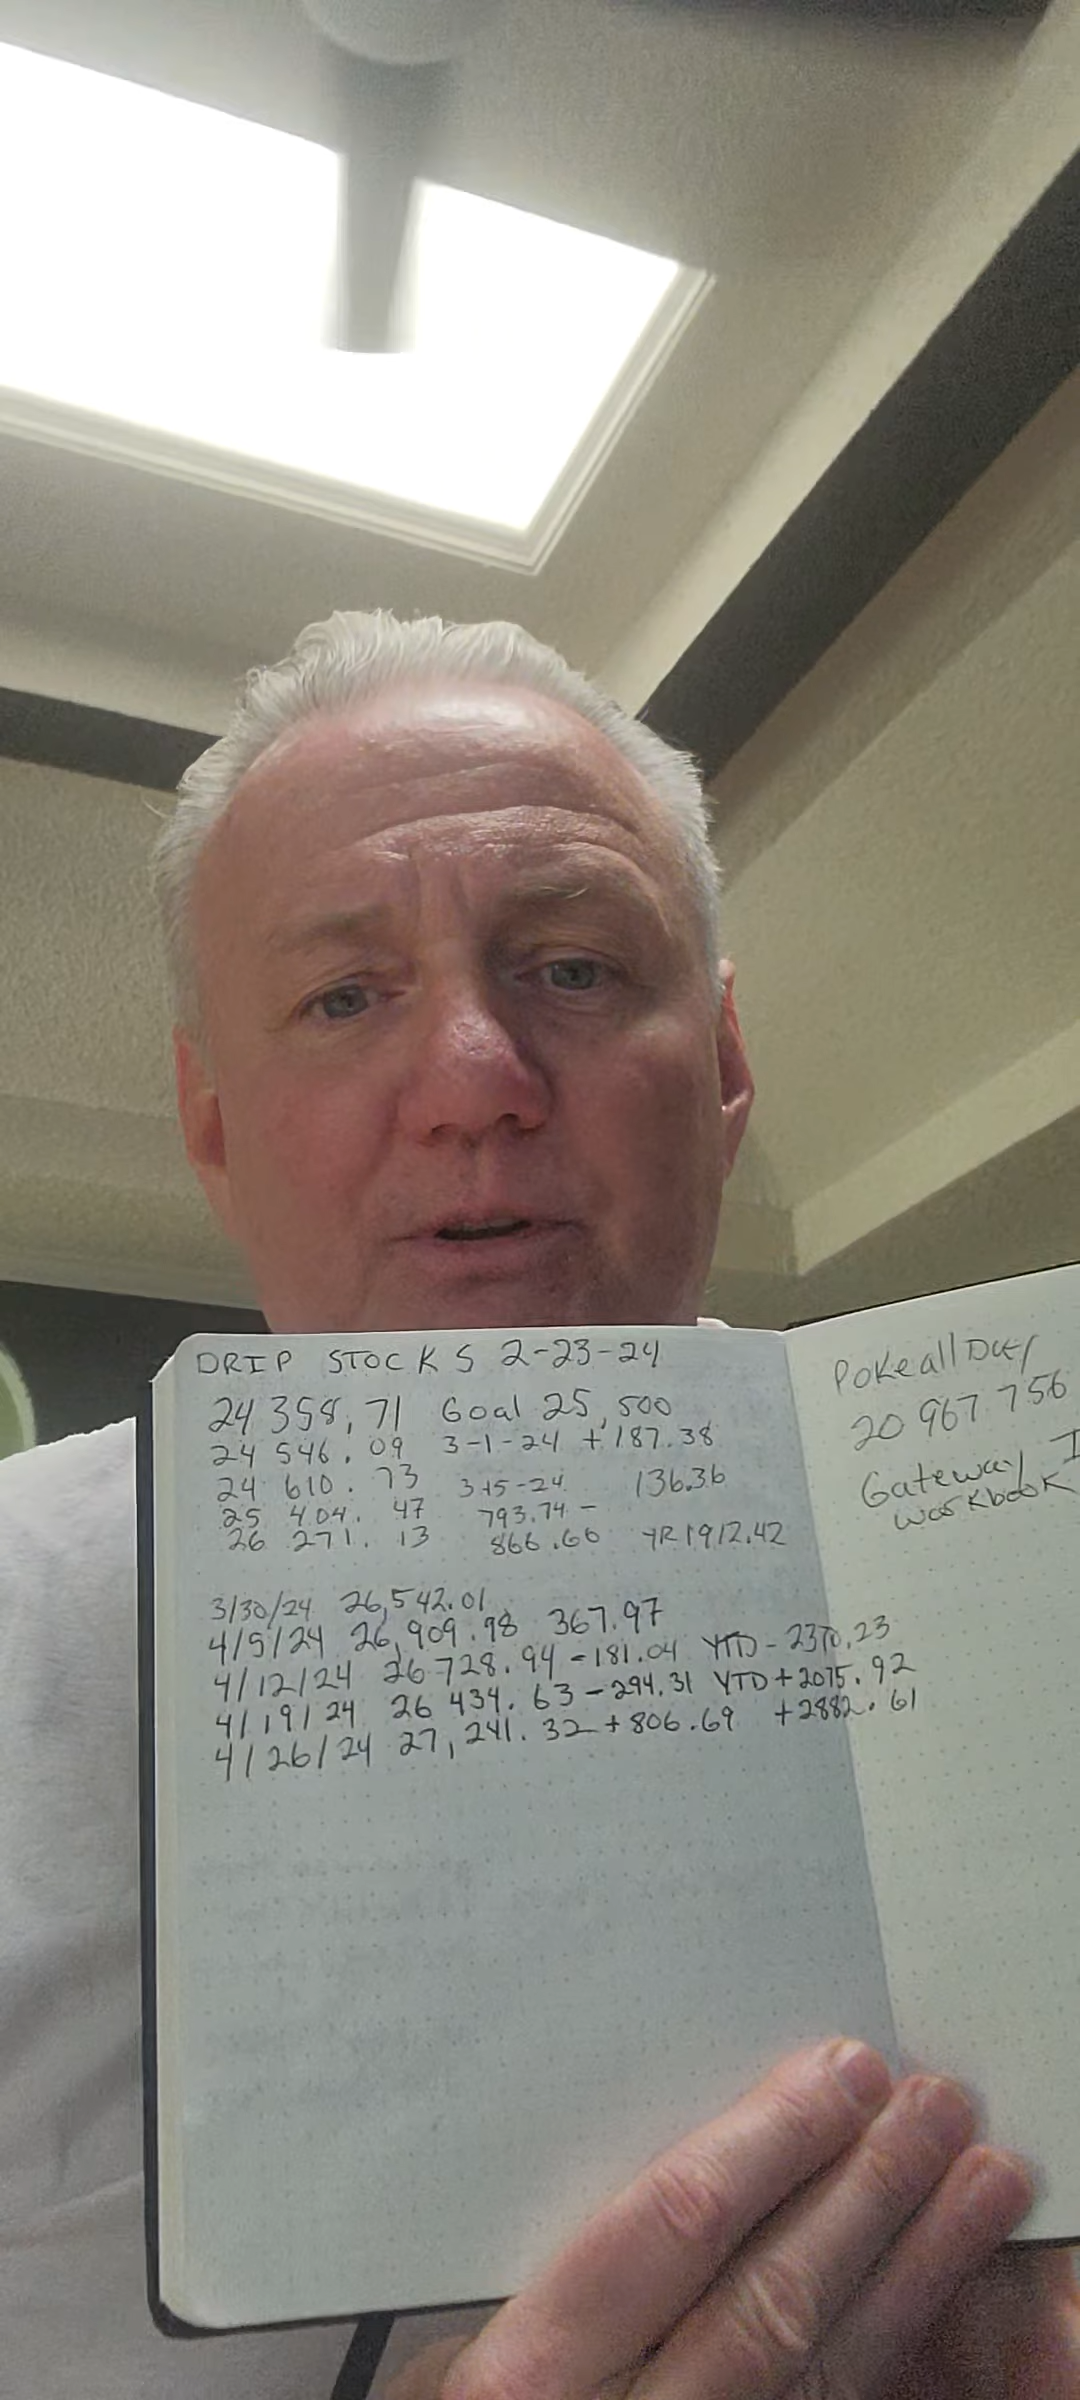 DRIP STOCKS 2-23-24
24 358,71 Goal 25,500
24 546.09 3-1-24 +187.38
24 610.73 3-15-24 136.36
25 404.47 793.74-
26 271.13 866.60 YR 1912.42
3/30/24 26,542.01
4/5/24 26,909.98 367.97
4/12/24 26 728.94 -181.04 YTD - 2370.23
4/19/24 26 434.63 -294.31 YTD +2075.92
4/26/24 27,241.32 +806.69 +2882.61
Poke all Day
20 967 756
Gateway I
workbook